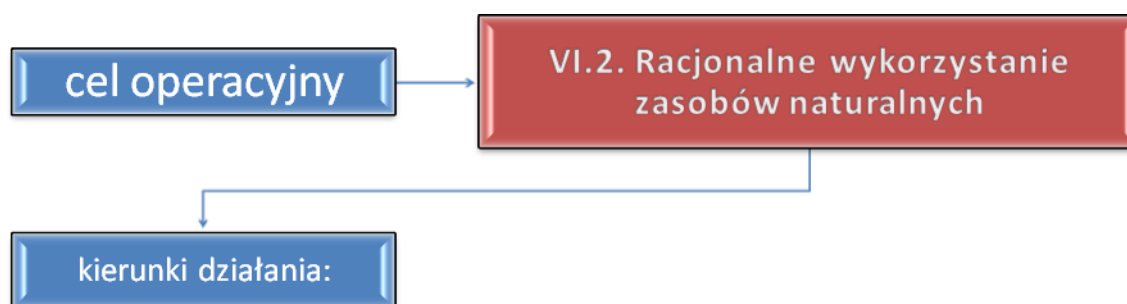 cel operacyjny
VI.2. Racjonalne wykorzystanie
zasobów naturalnych
kierunki działania: